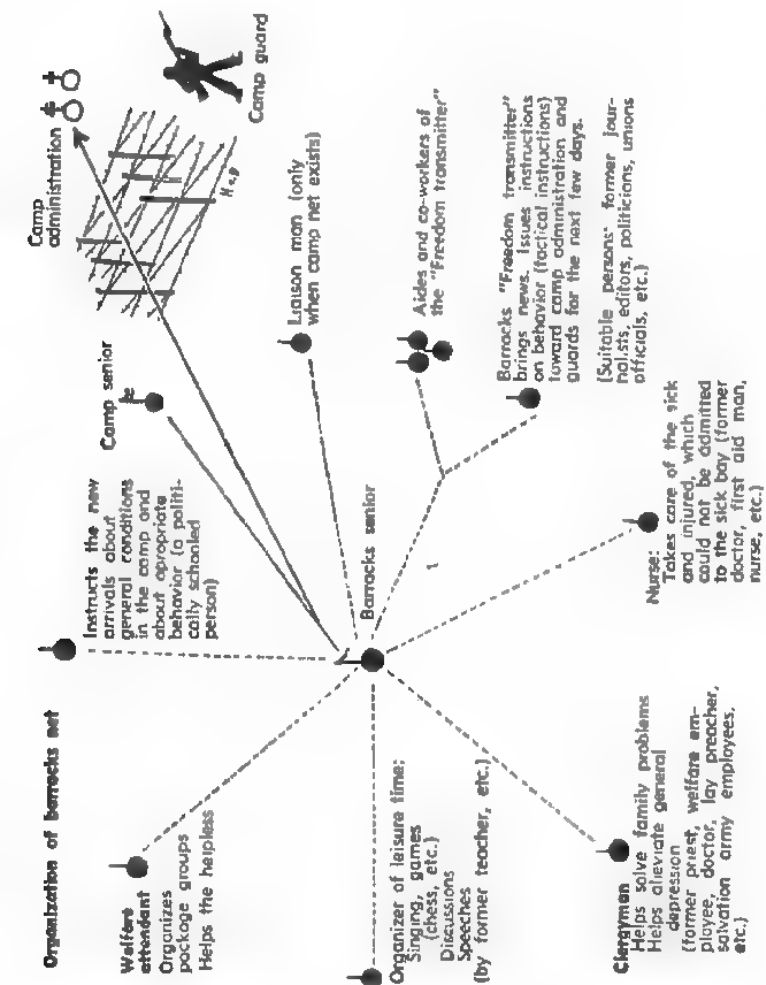 Organization of barracks net
Welfare
attendant
Organizes
package groups
Helps the helpless
Instructs the new
arrivals about
general conditions
in the camp and
about apropriate
behavior (a politi-
cally schooled
person)
Camp senior
Camp
administration
Camp guard
Liaison man (only
when camp net exists)
Aides and co-workers of
the "Freedom transmitter"
Barracks senior
Barracks "Freedom transmitter"
brings news. Issues instructions
on behavior (tactical instructions)
toward camp administration and
guards for the next few days.
(Suitable persons: former jour-
nalists, editors, politicians, unions
officials, etc.)
Organizer of leisure time:
Singing, games
(chess, etc.)
Discussions
Speeches
(by former teacher, etc.)
Nurse:
Takes care of the sick
and injured, which
could not be admitted
to the sick bay (former
doctor, first aid man,
nurse, etc.)
Clergyman
Helps solve family problems
Helps alleviate general
depression
(former priest, welfare em-
ployee, doctor, lay preacher,
salvation army employees,
etc.)